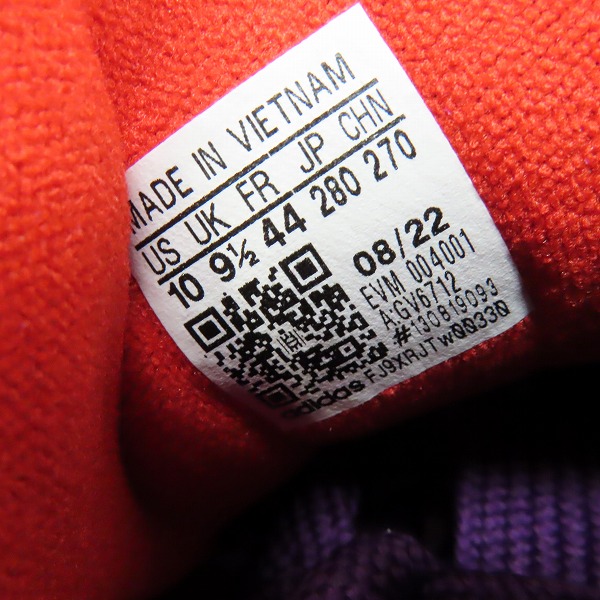 MADE IN VIETNAM
US UK FR JP CHN
10 9½ 44 280 270
08/22
EVM 004001
A:GV6712
#130819093
adidas FJ9XRJTwQ033Q